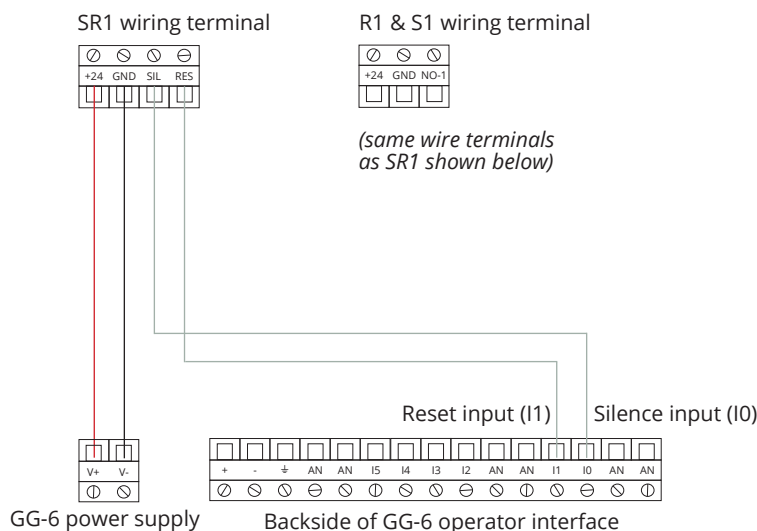 SR1 wiring terminal
R1 & S1 wiring terminal
+24 GND SIL RES
+24 GND NO-1
(same wire terminals
as SR1 shown below)
Reset input (I1)
Silence input (I0)
V+ V-
+ - ⏚ AN AN I5 I4 I3 I2 AN AN I1 I0 AN AN
GG-6 power supply
Backside of GG-6 operator interface